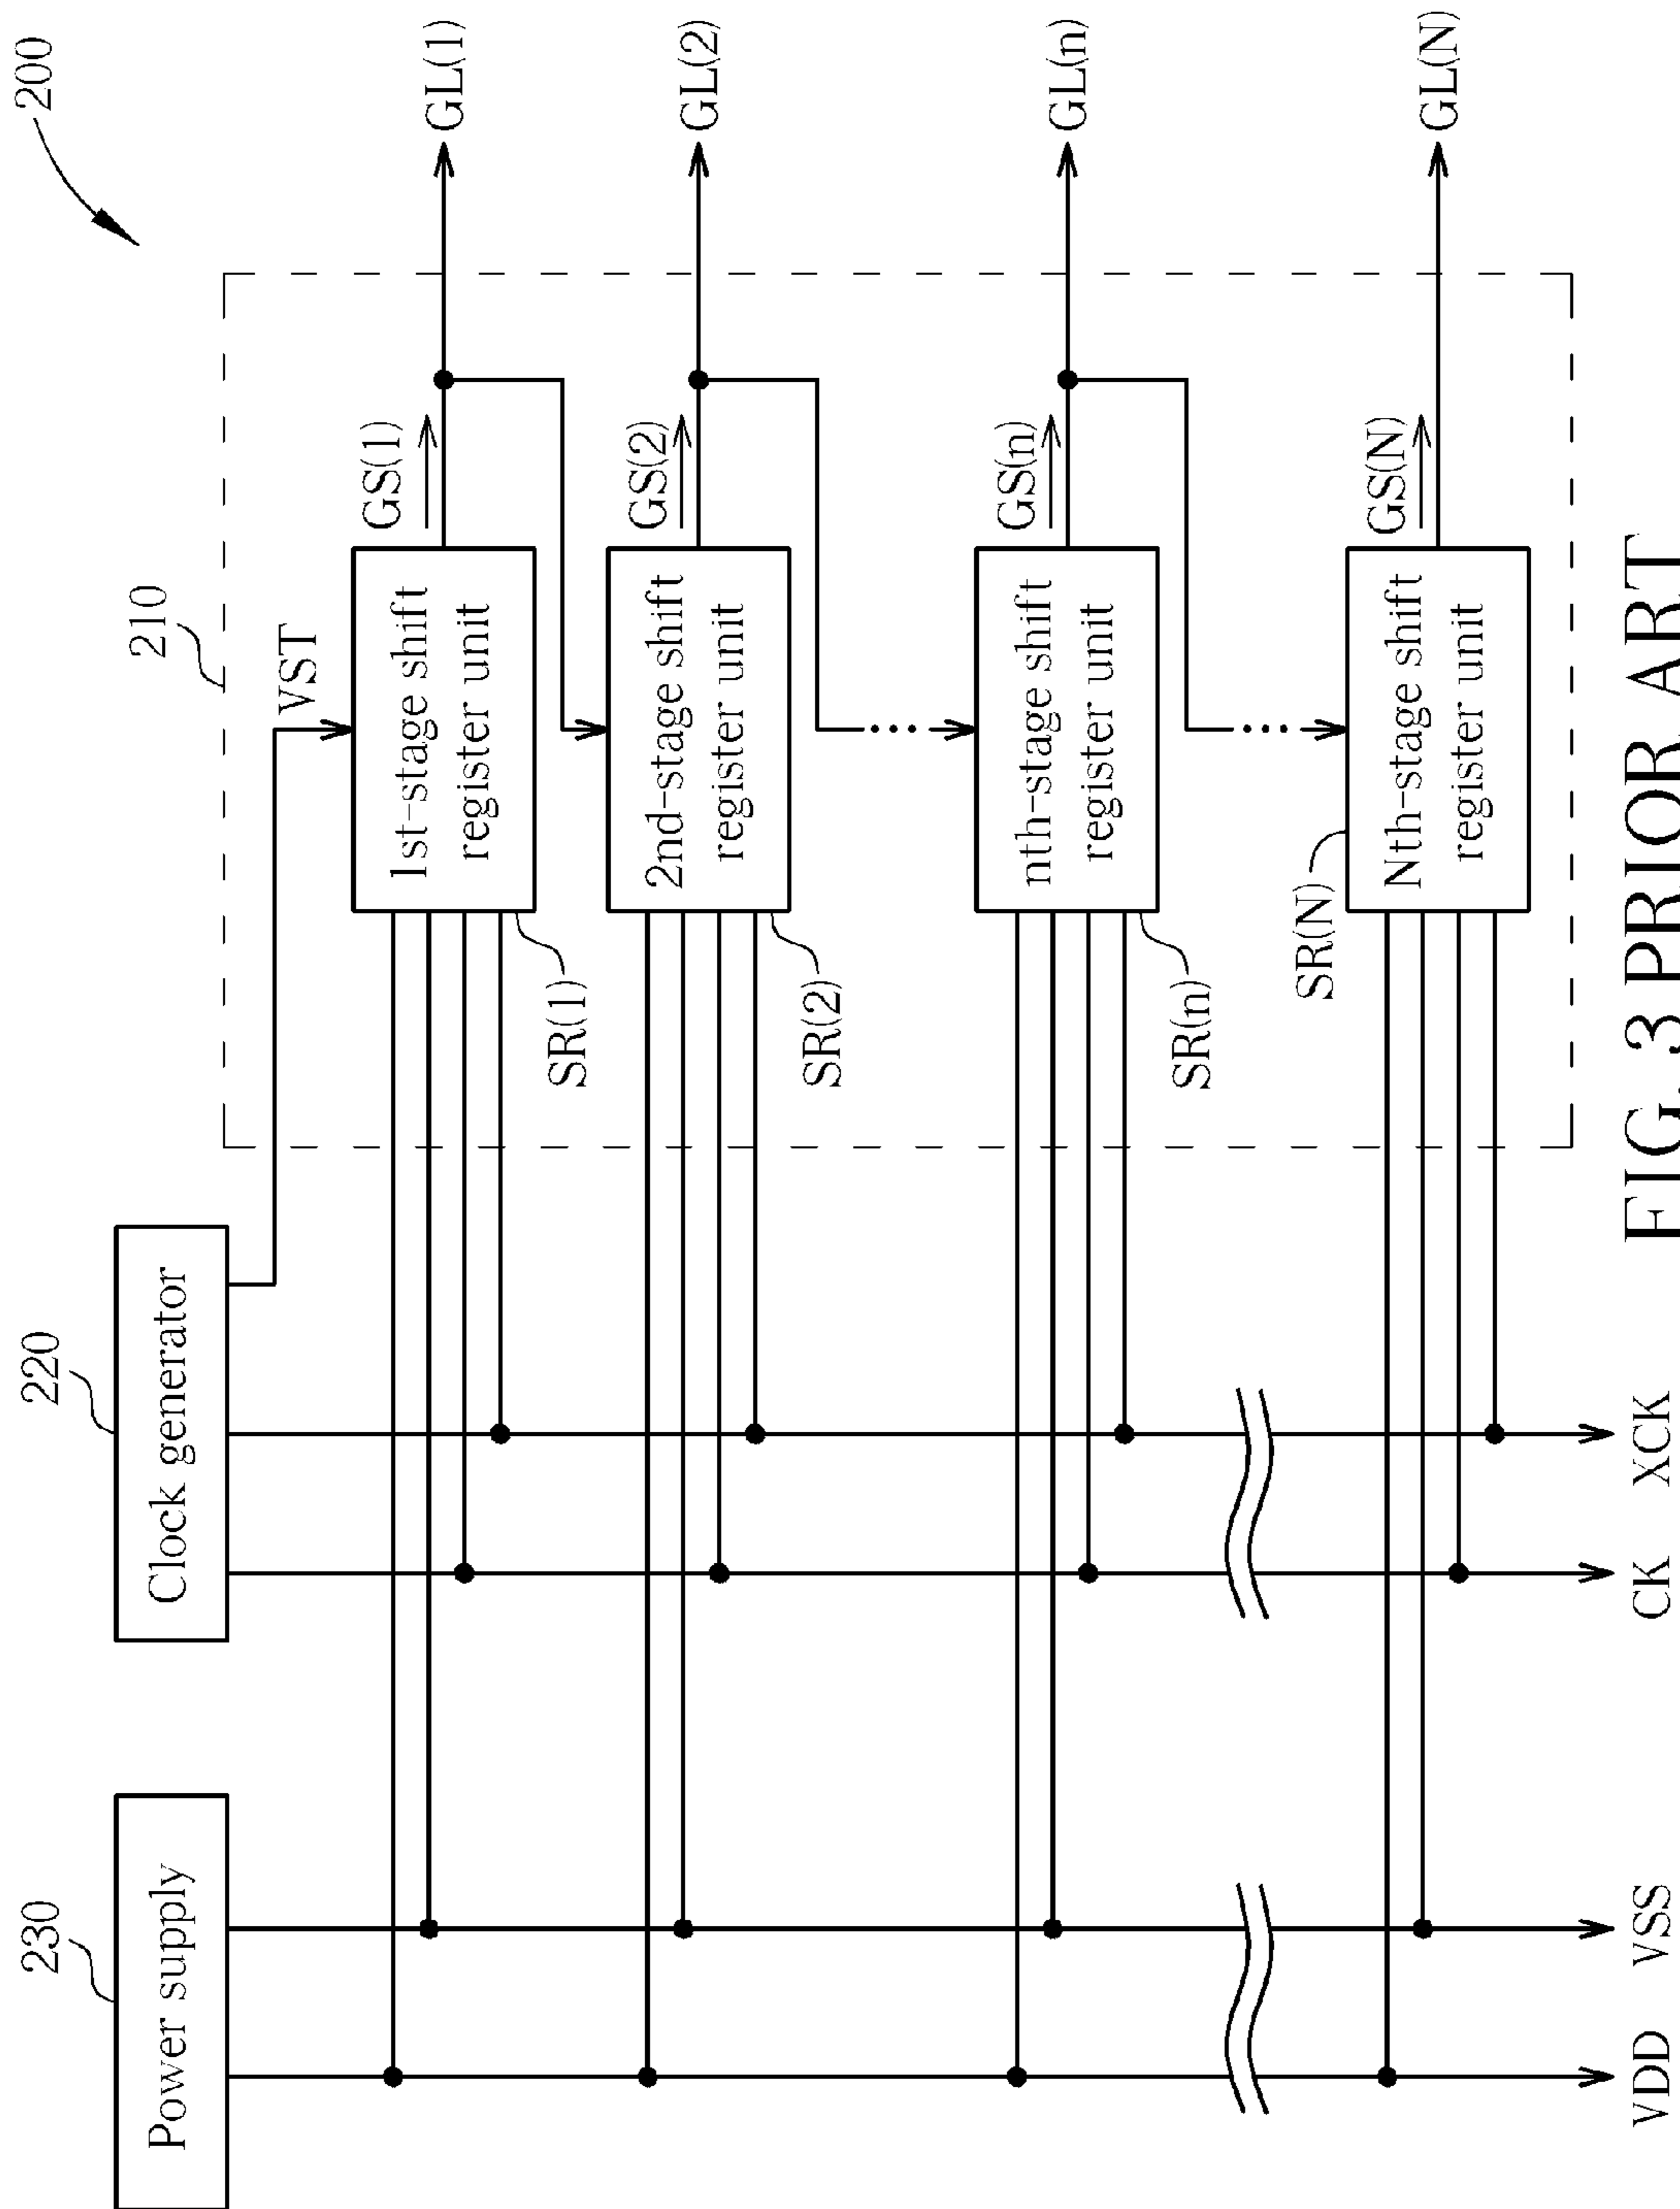 200
230
220
210
Power supply
Clock generator
VST
1st-stage shift
register unit
GS(1)
GL(1)
SR(1)
2nd-stage shift
register unit
GS(2)
GL(2)
SR(2)
nth-stage shift
register unit
GS(n)
GL(n)
SR(n)
SR(N)
Nth-stage shift
register unit
GS(N)
GL(N)
VDD
VSS
CK
XCK
FIG. 3 PRIOR ART